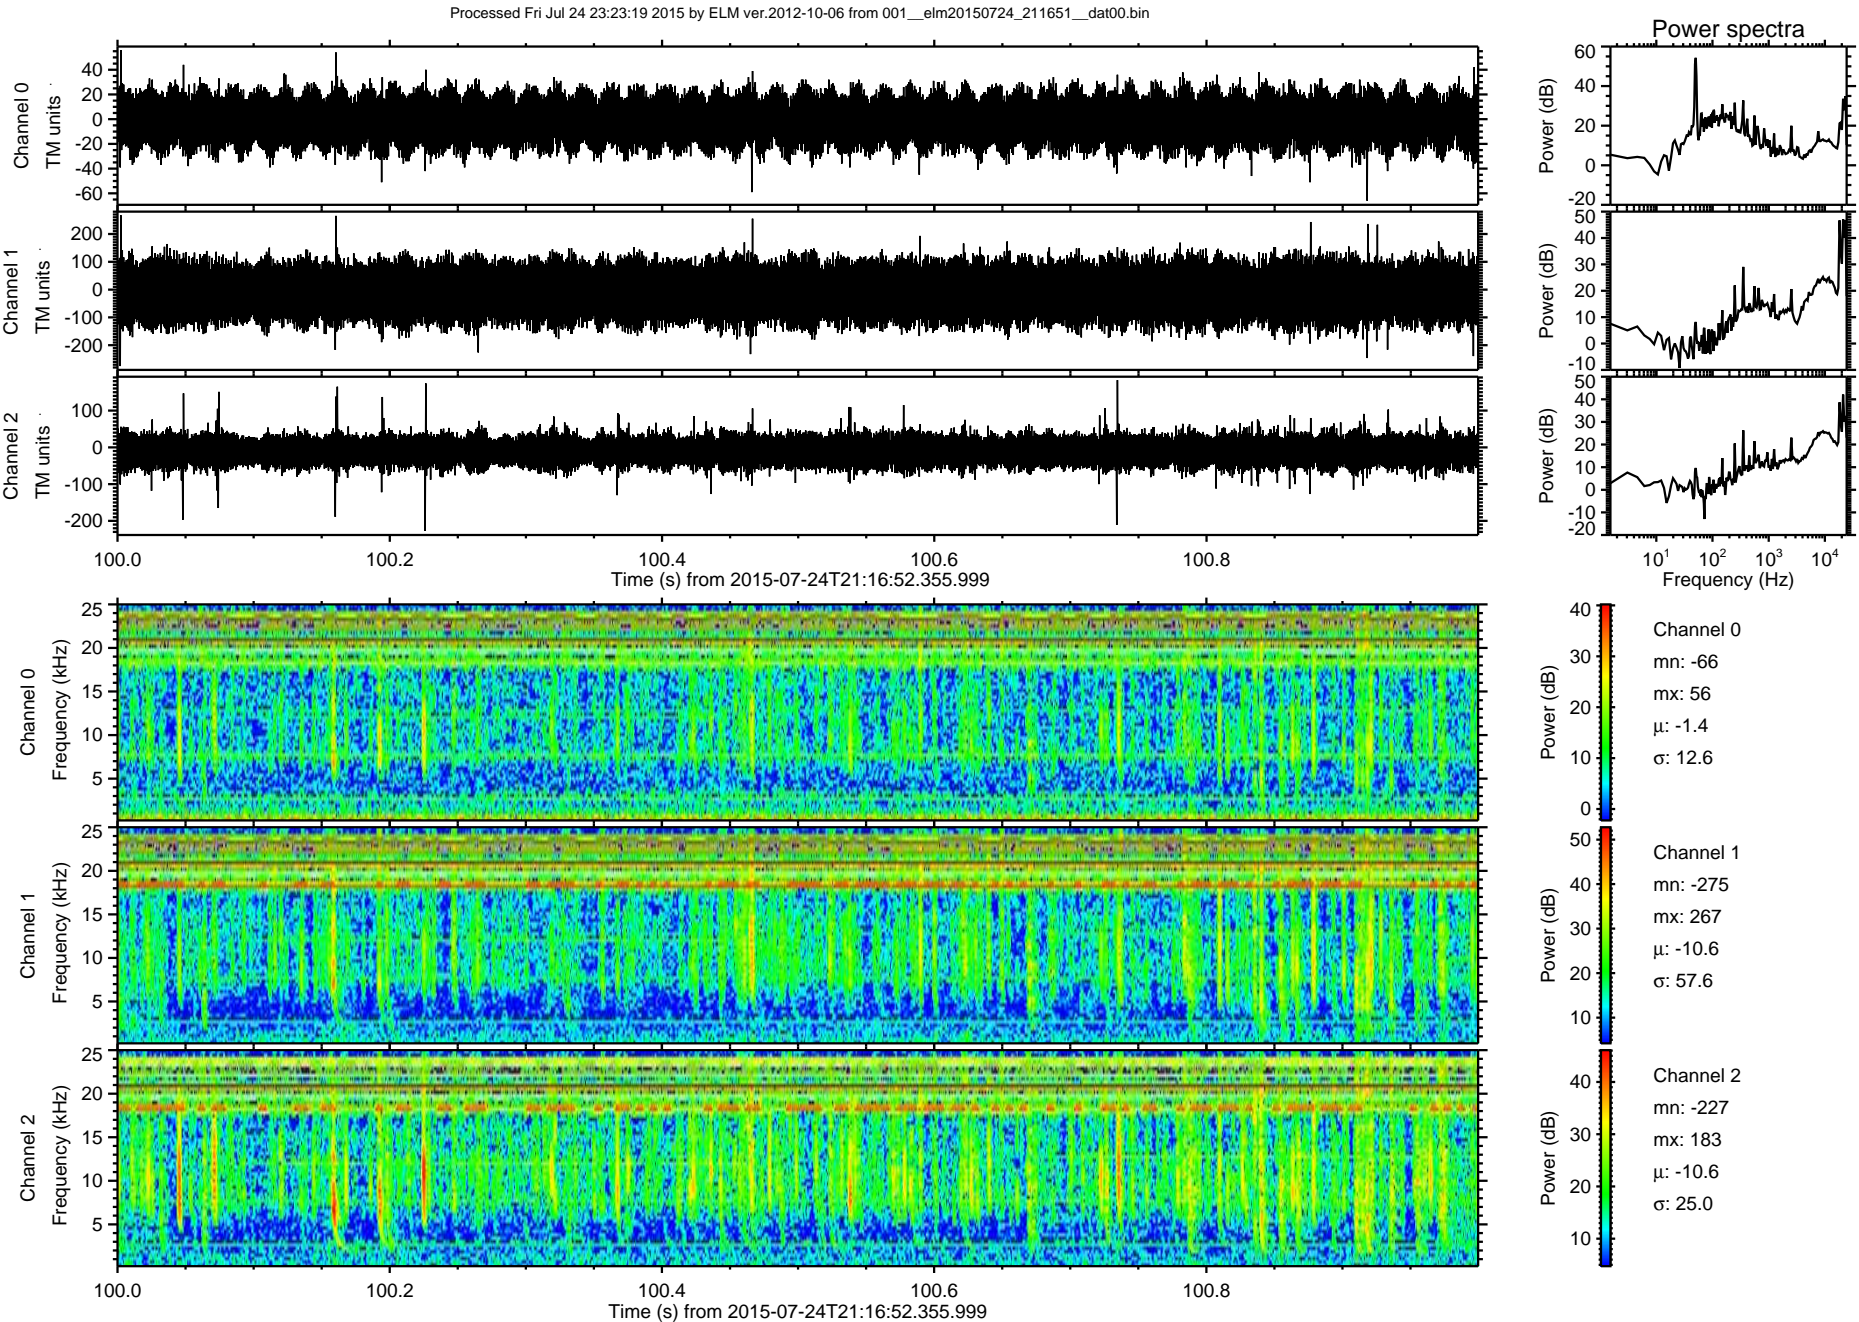 Processed Fri Jul 24 23:23:19 2015 by ELM ver.2012-10-06 from 001__elm20150724_211651__dat00.bin
Power spectra
Channel 0
TM units
40
20
0
-20
-40
-60
Power (dB)
60
40
20
0
-20
Channel 1
TM units
200
100
0
-100
-200
Power (dB)
50
40
30
20
10
0
-10
Channel 2
TM units
100
0
-100
-200
Power (dB)
50
40
30
20
10
0
-10
-20
100.0 100.2 100.4 100.6 100.8
Time (s) from 2015-07-24T21:16:52.355.999
10¹ 10² 10³ 10⁴
Frequency (Hz)
Channel 0
Frequency (kHz)
25
20
15
10
5
Power (dB)
40
30
20
10
0
Channel 0
mn: -66
mx: 56
μ: -1.4
σ: 12.6
Channel 1
Frequency (kHz)
25
20
15
10
5
Power (dB)
50
40
30
20
10
Channel 1
mn: -275
mx: 267
μ: -10.6
σ: 57.6
Channel 2
Frequency (kHz)
25
20
15
10
5
Power (dB)
40
30
20
10
Channel 2
mn: -227
mx: 183
μ: -10.6
σ: 25.0
100.0 100.2 100.4 100.6 100.8
Time (s) from 2015-07-24T21:16:52.355.999